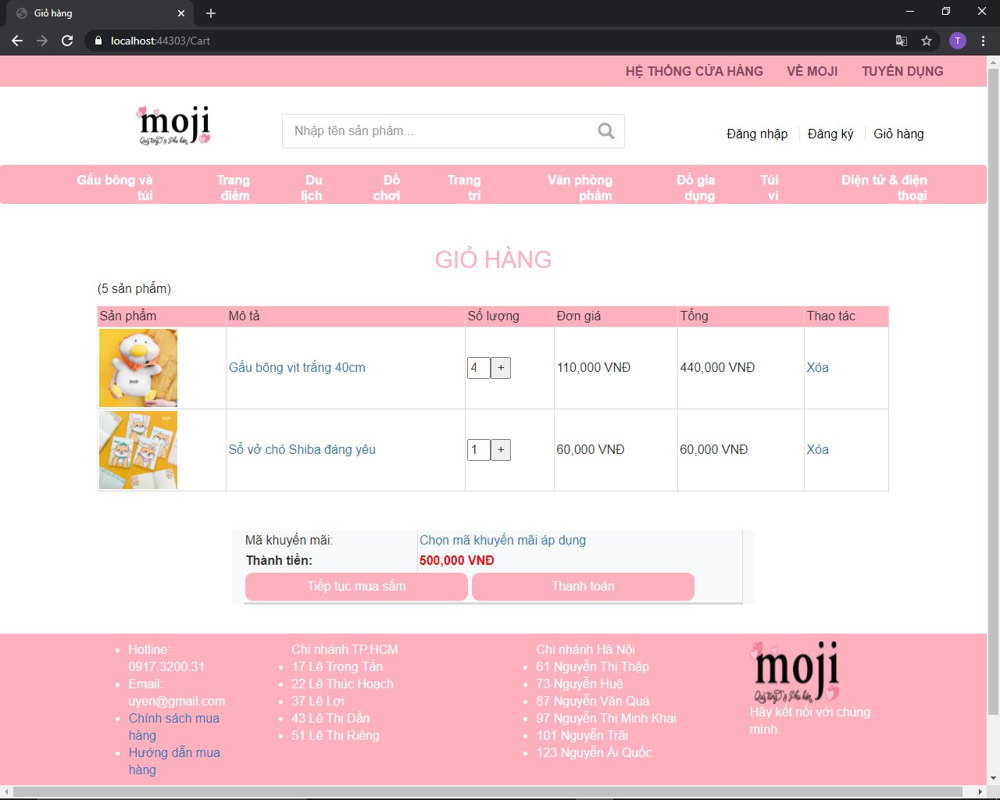 Giỏ hàng
localhost:44303/Cart
T
HỆ THỐNG CỬA HÀNG VỀ MOJI TUYỂN DỤNG
moji
Nhập tên sản phẩm...
Đăng nhập Đăng ký Giỏ hàng
Gấu bông và túi
Trang điểm
Du lịch
Đồ chơi
Trang trí
Văn phòng phẩm
Đồ gia dụng
Túi ví
Điện tử & điện thoại
GIỎ HÀNG
(5 sản phẩm)
Sản phẩm Mô tả Số lượng Đơn giá Tổng Thao tác
Gấu bông vịt trắng 40cm 4 + 110,000 VNĐ 440,000 VNĐ Xóa
moji
Sổ vở chó Shiba đáng yêu 1 + 60,000 VNĐ 60,000 VNĐ Xóa
Mã khuyến mãi: Chọn mã khuyến mãi áp dụng
Thành tiền: 500,000 VNĐ
Tiếp tục mua sắm Thanh toán
Hotline:
0917.3200.31
Email:
uyen@gmail.com
Chính sách mua
hàng
Hướng dẫn mua
hàng
Chi nhánh TP.HCM
17 Lê Trọng Tấn
22 Lê Thúc Hoạch
37 Lê Lợi
43 Lê Thị Dần
51 Lê Thị Riêng
Chi nhánh Hà Nội
61 Nguyễn Thị Thập
73 Nguyễn Huệ
87 Nguyễn Văn Quá
97 Nguyễn Thị Minh Khai
101 Nguyễn Trãi
123 Nguyễn Ái Quốc
moji
Hãy kết nối với chúng
mình.